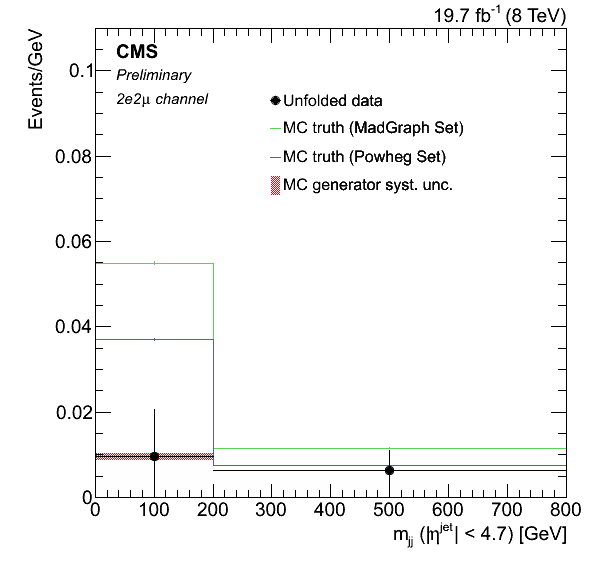 19.7 fb⁻¹ (8 TeV)
Events/GeV
CMS
Preliminary
2e2μ channel
Unfolded data
MC truth (MadGraph Set)
MC truth (Powheg Set)
MC generator syst. unc.
0.1
0.08
0.06
0.04
0.02
0
0 100 200 300 400 500 600 700 800
m_jj (|η^jet| < 4.7) [GeV]